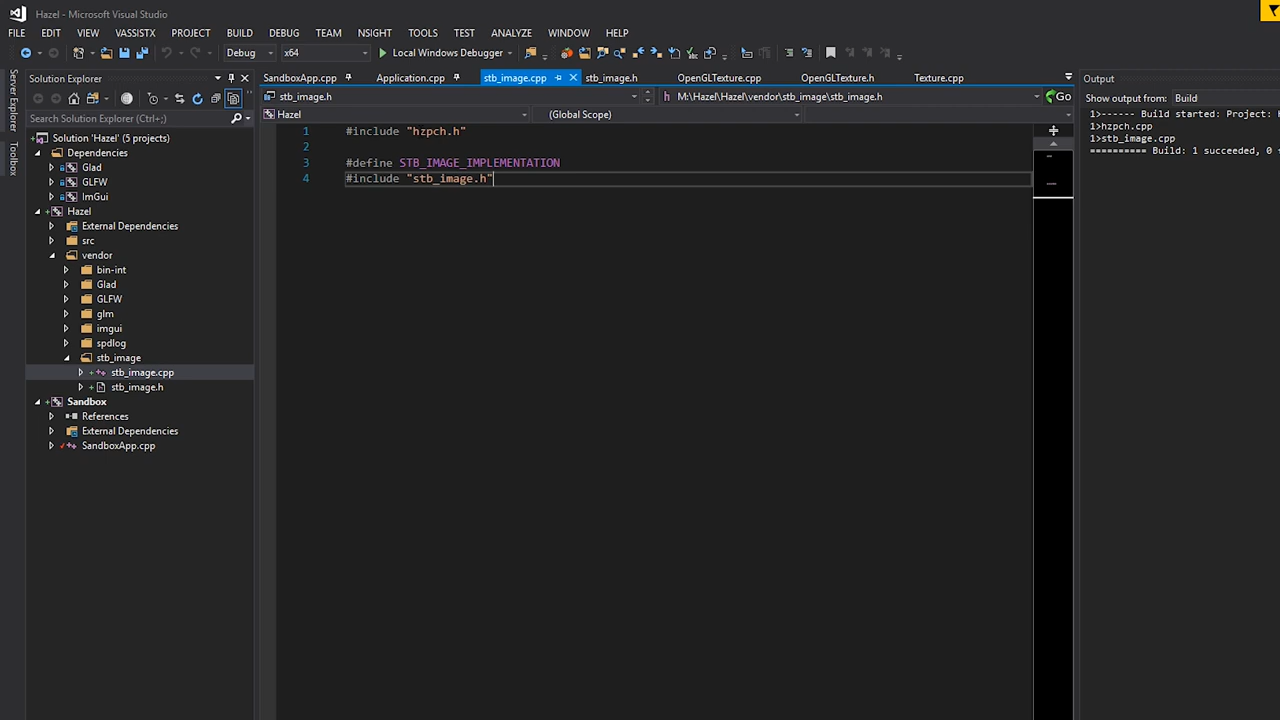 Hazel - Microsoft Visual Studio
FILE EDIT VIEW VASSISTX PROJECT BUILD DEBUG TEAM NSIGHT TOOLS TEST ANALYZE WINDOW HELP
Debug x64 Local Windows Debugger
Server Explorer
Toolbox
Solution Explorer
Search Solution Explorer (Ctrl+;)
Solution 'Hazel' (5 projects)
Dependencies
Glad
GLFW
ImGui
Hazel
External Dependencies
src
vendor
bin-int
Glad
GLFW
glm
imgui
spdlog
stb_image
stb_image.cpp
stb_image.h
Sandbox
References
External Dependencies
SandboxApp.cpp
SandboxApp.cpp Application.cpp stb_image.cpp stb_image.h OpenGLTexture.cpp OpenGLTexture.h Texture.cpp
stb_image.h M:\Hazel\Hazel\vendor\stb_image\stb_image.h Go
Hazel (Global Scope)
1 #include "hzpch.h"
2
3 #define STB_IMAGE_IMPLEMENTATION
4 #include "stb_image.h"
Output
Show output from: Build
1>------ Build started: Project: H
1>hzpch.cpp
1>stb_image.cpp
========== Build: 1 succeeded, 0